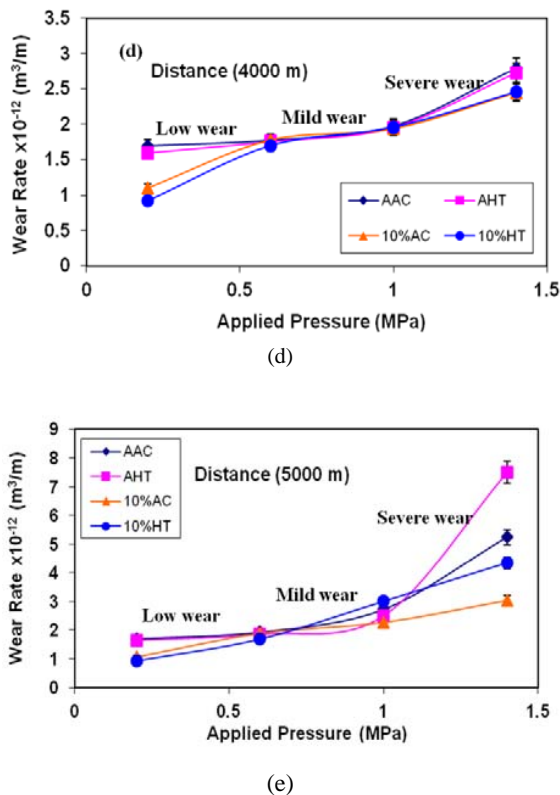 3.5
3
2.5
2
1.5
1
0.5
0
Wear Rate x10⁻¹² (m³/m)
(d)
Distance (4000 m)
Low wear
Mild wear
Severe wear
AAC AHT
10%AC 10%HT
0 0.5 1 1.5
Applied Pressure (MPa)
(d)
9
8
7
6
5
4
3
2
1
0
Wear Rate x10⁻¹² (m³/m)
AAC
AHT
10%AC
10%HT
Distance (5000 m)
Low wear
Mild wear
Severe wear
0 0.5 1 1.5
Applied Pressure (MPa)
(e)